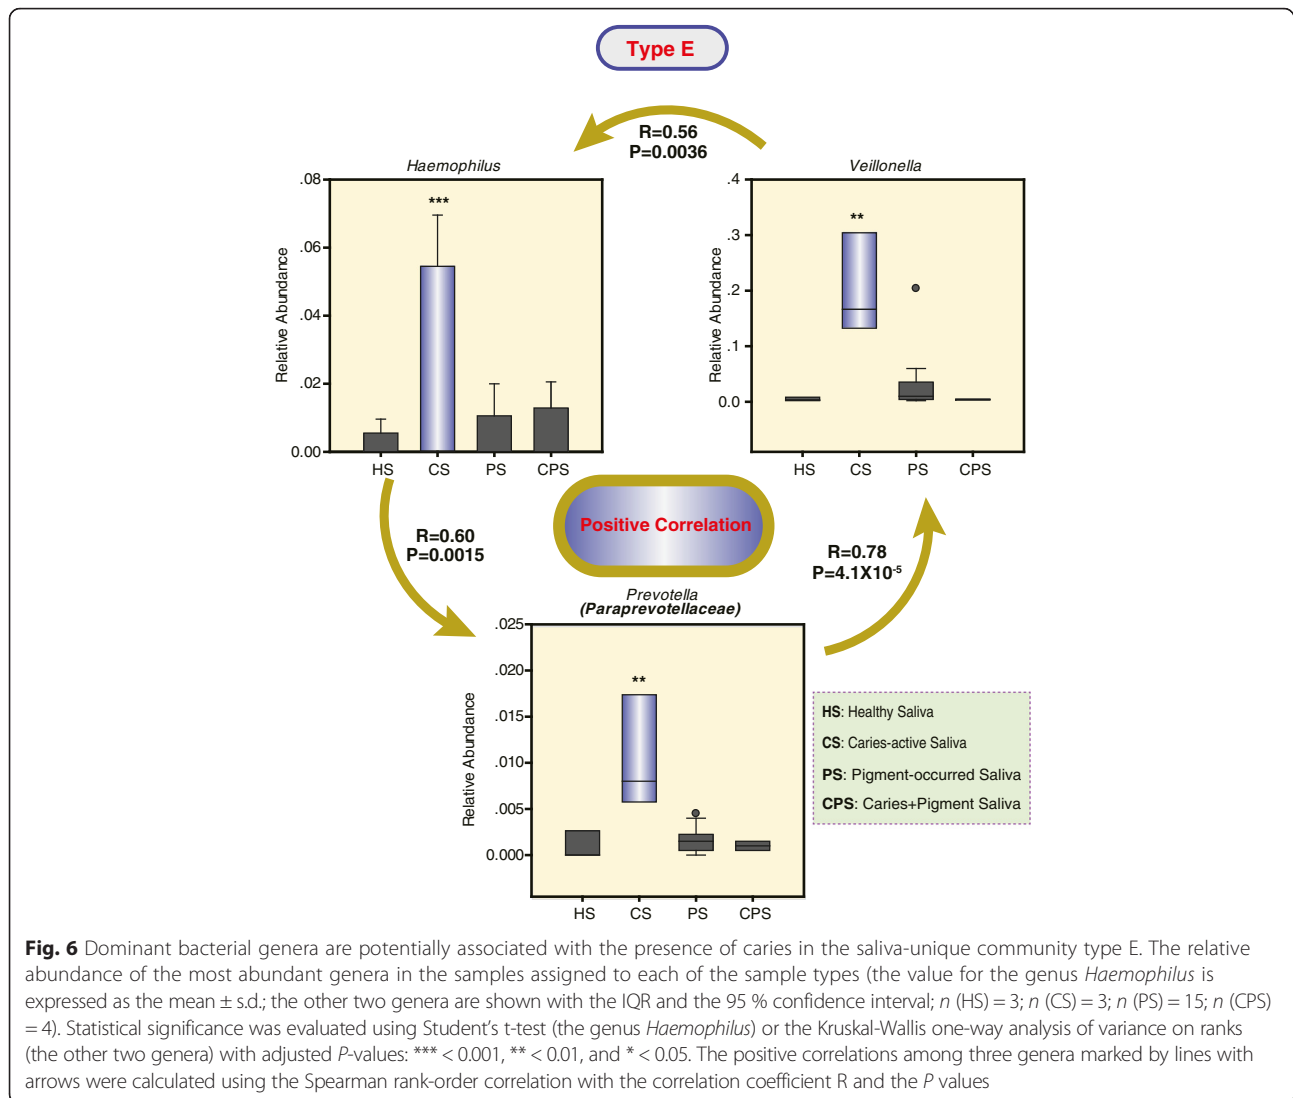 Type E
R=0.56
P=0.0036
Haemophilus
.08
.06
.04
.02
0.00
Relative Abundance
***
HS CS PS CPS
Veillonella
.4
.3
.2
.1
0.0
Relative Abundance
**
HS CS PS CPS
R=0.60
P=0.0015
Positive Correlation
R=0.78
P=4.1X10-5
Prevotella
(Paraprevotellaceae)
.025
.020
.015
.010
.005
0.000
Relative Abundance
**
HS CS PS CPS
HS: Healthy Saliva
CS: Caries-active Saliva
PS: Pigment-occurred Saliva
CPS: Caries+Pigment Saliva
Fig. 6 Dominant bacterial genera are potentially associated with the presence of caries in the saliva-unique community type E. The relative
abundance of the most abundant genera in the samples assigned to each of the sample types (the value for the genus Haemophilus is
expressed as the mean ± s.d.; the other two genera are shown with the IQR and the 95 % confidence interval; n (HS) = 3; n (CS) = 3; n (PS) = 15; n (CPS)
= 4). Statistical significance was evaluated using Student's t-test (the genus Haemophilus) or the Kruskal-Wallis one-way analysis of variance on ranks
(the other two genera) with adjusted P-values: *** < 0.001, ** < 0.01, and * < 0.05. The positive correlations among three genera marked by lines with
arrows were calculated using the Spearman rank-order correlation with the correlation coefficient R and the P values